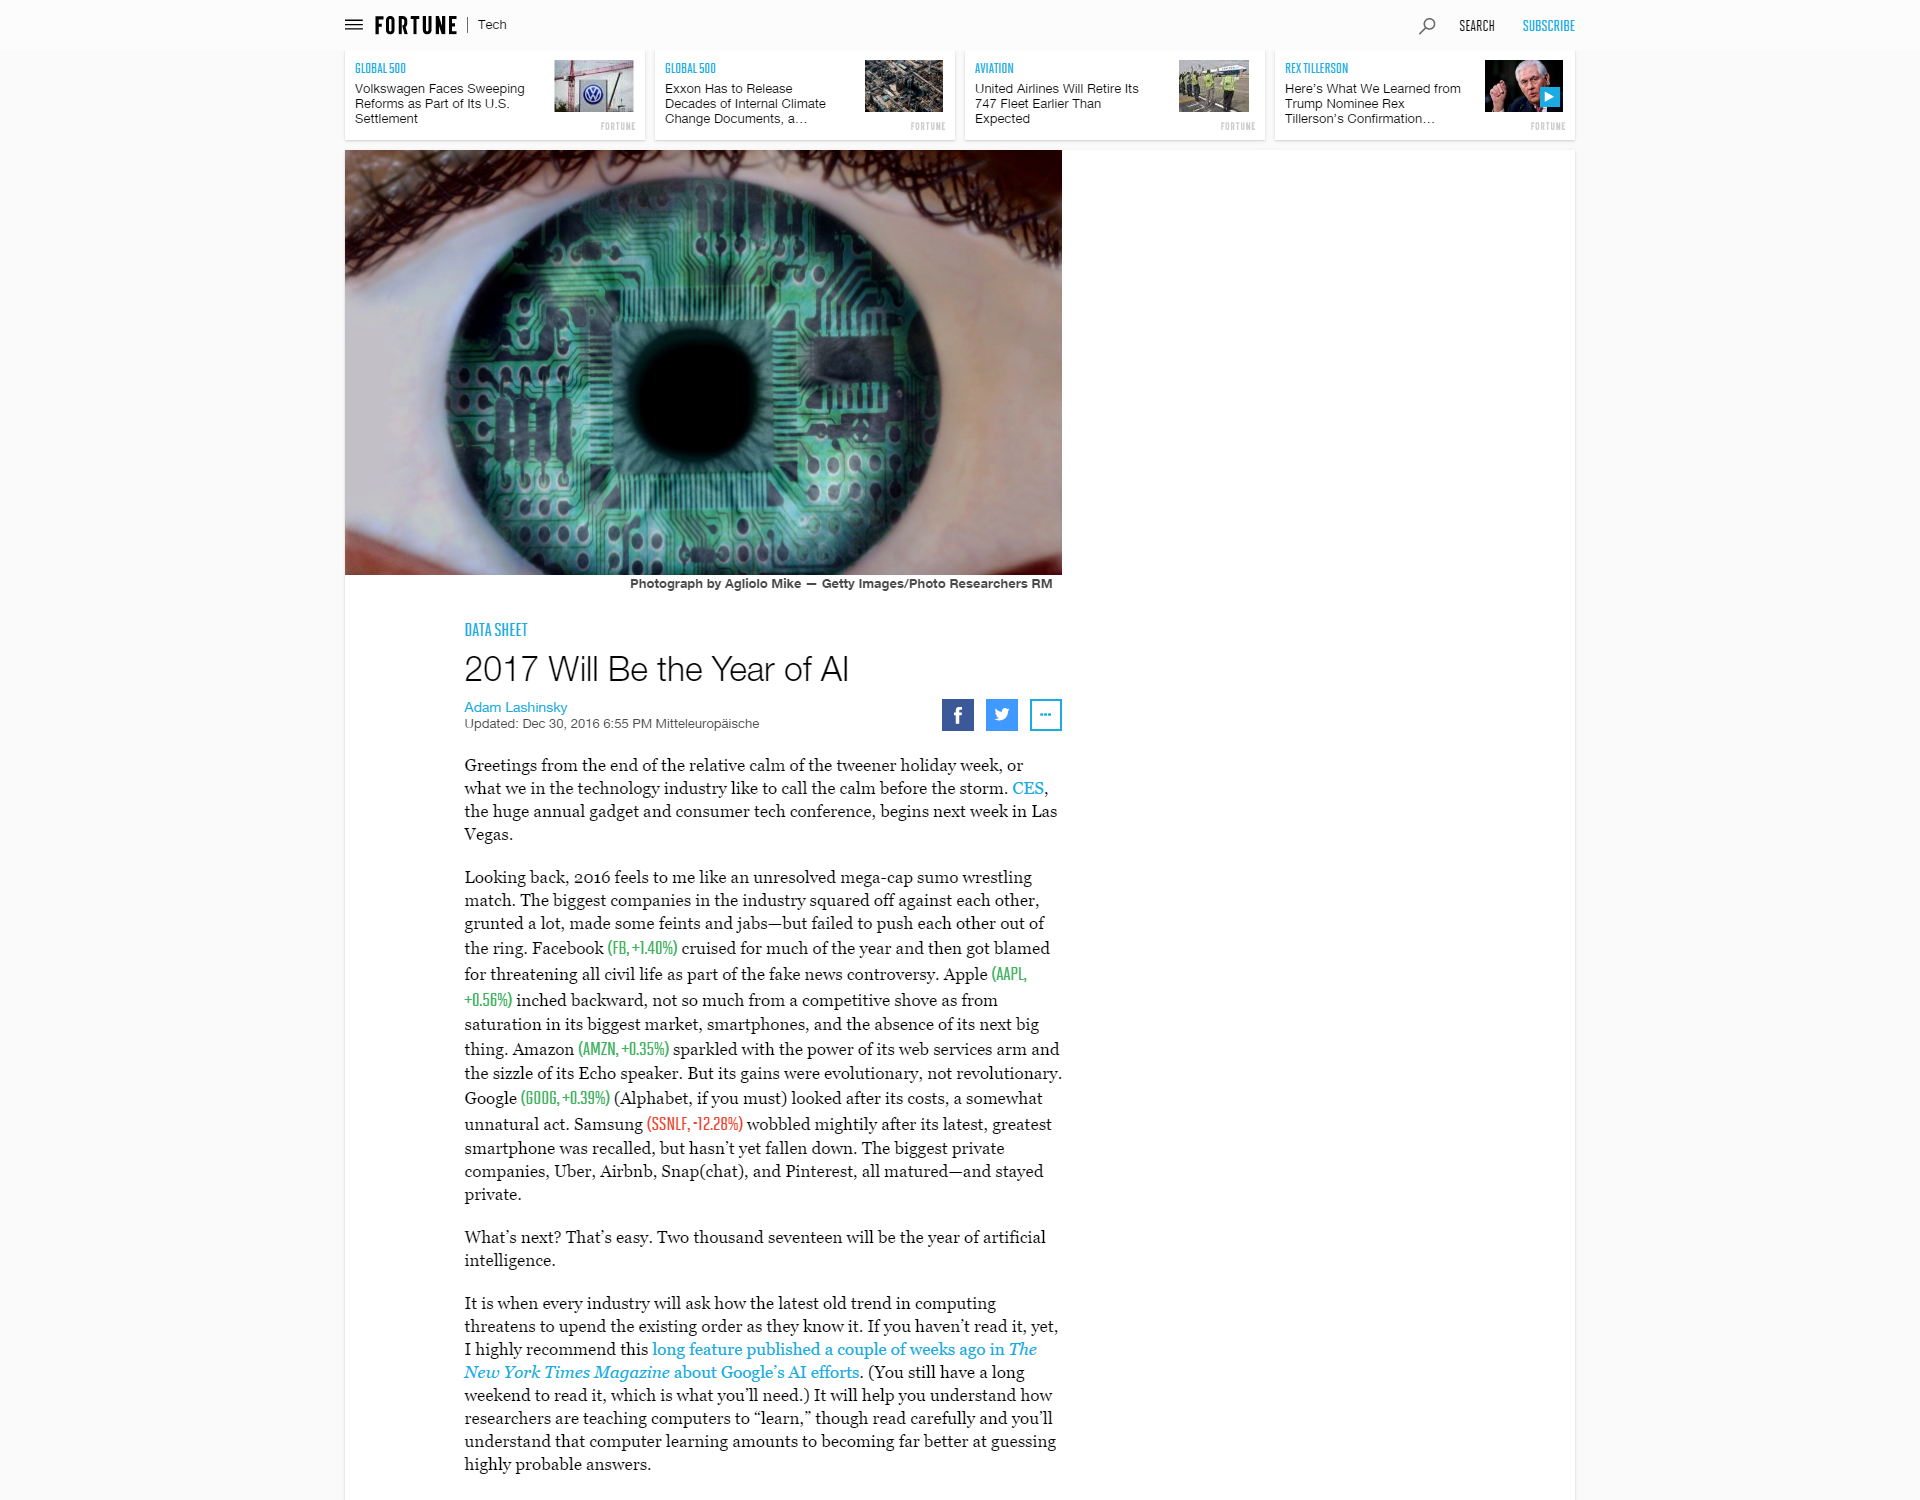 FORTUNE | Tech
SEARCH
SUBSCRIBE
GLOBAL 500
Volkswagen Faces Sweeping
Reforms as Part of Its U.S.
Settlement
FORTUNE
GLOBAL 500
Exxon Has to Release
Decades of Internal Climate
Change Documents, a…
FORTUNE
AVIATION
United Airlines Will Retire Its
747 Fleet Earlier Than
Expected
FORTUNE
REX TILLERSON
Here’s What We Learned from
Trump Nominee Rex
Tillerson’s Confirmation…
FORTUNE
Photograph by Agliolo Mike — Getty Images/Photo Researchers RM
DATA SHEET
2017 Will Be the Year of AI
Adam Lashinsky
Updated: Dec 30, 2016 6:55 PM Mitteleuropäische
Greetings from the end of the relative calm of the tweener holiday week, or
what we in the technology industry like to call the calm before the storm. CES,
the huge annual gadget and consumer tech conference, begins next week in Las
Vegas.
Looking back, 2016 feels to me like an unresolved mega-cap sumo wrestling
match. The biggest companies in the industry squared off against each other,
grunted a lot, made some feints and jabs—but failed to push each other out of
the ring. Facebook (FB, +1.40%) cruised for much of the year and then got blamed
for threatening all civil life as part of the fake news controversy. Apple (AAPL,
+0.56%) inched backward, not so much from a competitive shove as from
saturation in its biggest market, smartphones, and the absence of its next big
thing. Amazon (AMZN, +0.35%) sparkled with the power of its web services arm and
the sizzle of its Echo speaker. But its gains were evolutionary, not revolutionary.
Google (GOOG, +0.39%) (Alphabet, if you must) looked after its costs, a somewhat
unnatural act. Samsung (SSNLF, -12.28%) wobbled mightily after its latest, greatest
smartphone was recalled, but hasn’t yet fallen down. The biggest private
companies, Uber, Airbnb, Snap(chat), and Pinterest, all matured—and stayed
private.
What’s next? That’s easy. Two thousand seventeen will be the year of artificial
intelligence.
It is when every industry will ask how the latest old trend in computing
threatens to upend the existing order as they know it. If you haven’t read it, yet,
I highly recommend this long feature published a couple of weeks ago in The
New York Times Magazine about Google’s AI efforts. (You still have a long
weekend to read it, which is what you’ll need.) It will help you understand how
researchers are teaching computers to “learn,” though read carefully and you’ll
understand that computer learning amounts to becoming far better at guessing
highly probable answers.